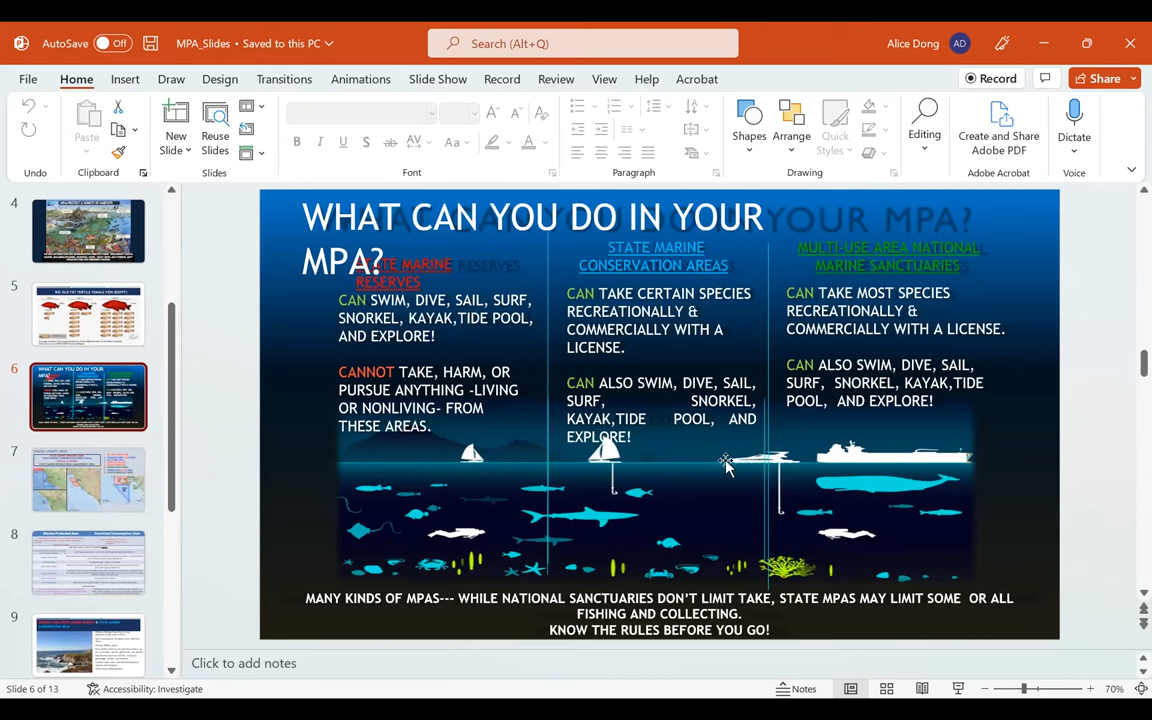 AutoSave Off MPA_Slides • Saved to this PC Search (Alt+Q) Alice Dong AD
File Home Insert Draw Design Transitions Animations Slide Show Record Review View Help Acrobat Record Share
Paste New Slide Reuse Slides Shapes Arrange Quick Styles Editing Create and Share Adobe PDF Dictate
Undo Clipboard Slides Font Paragraph Drawing Adobe Acrobat Voice
4
5
6
7
8
9
WHAT CAN YOU DO IN YOUR
MPA?
STATE MARINE
RESERVES
CAN SWIM, DIVE, SAIL, SURF,
SNORKEL, KAYAK,TIDE POOL,
AND EXPLORE!
CANNOT TAKE, HARM, OR
PURSUE ANYTHING -LIVING
OR NONLIVING- FROM
THESE AREAS.
STATE MARINE
CONSERVATION AREAS
CAN TAKE CERTAIN SPECIES
RECREATIONALLY &
COMMERCIALLY WITH A
LICENSE.
CAN ALSO SWIM, DIVE, SAIL,
SURF, SNORKEL,
KAYAK,TIDE POOL, AND
EXPLORE!
MULTI-USE AREA NATIONAL
MARINE SANCTUARIES
CAN TAKE MOST SPECIES
RECREATIONALLY &
COMMERCIALLY WITH A LICENSE.
CAN ALSO SWIM, DIVE, SAIL,
SURF, SNORKEL, KAYAK,TIDE
POOL, AND EXPLORE!
MANY KINDS OF MPAS--- WHILE NATIONAL SANCTUARIES DON'T LIMIT TAKE, STATE MPAS MAY LIMIT SOME OR ALL
FISHING AND COLLECTING.
KNOW THE RULES BEFORE YOU GO!
Click to add notes
Slide 6 of 13 Accessibility: Investigate Notes 70%